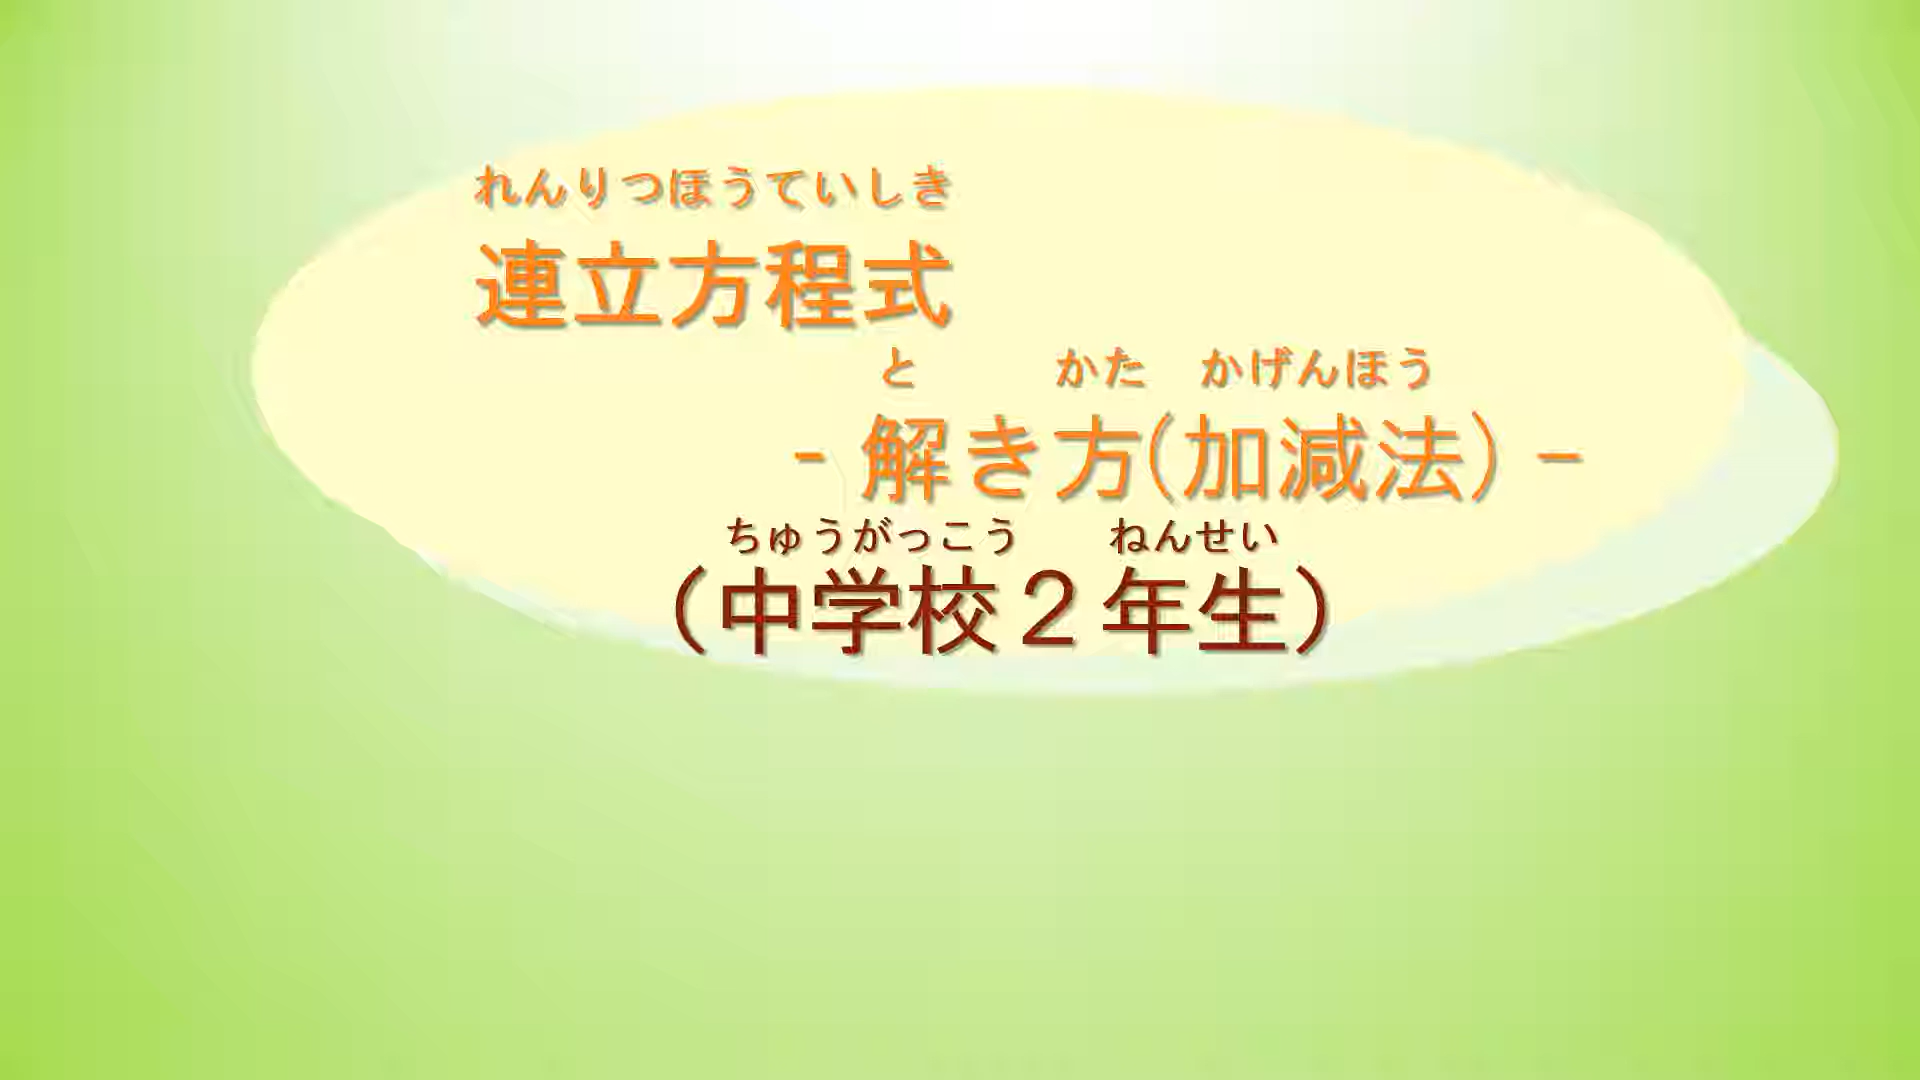 れんりつほうていしき
連立方程式
と かた かげんほう
- 解き方(加減法) -
ちゅうがっこう ねんせい
(中学校2年生)